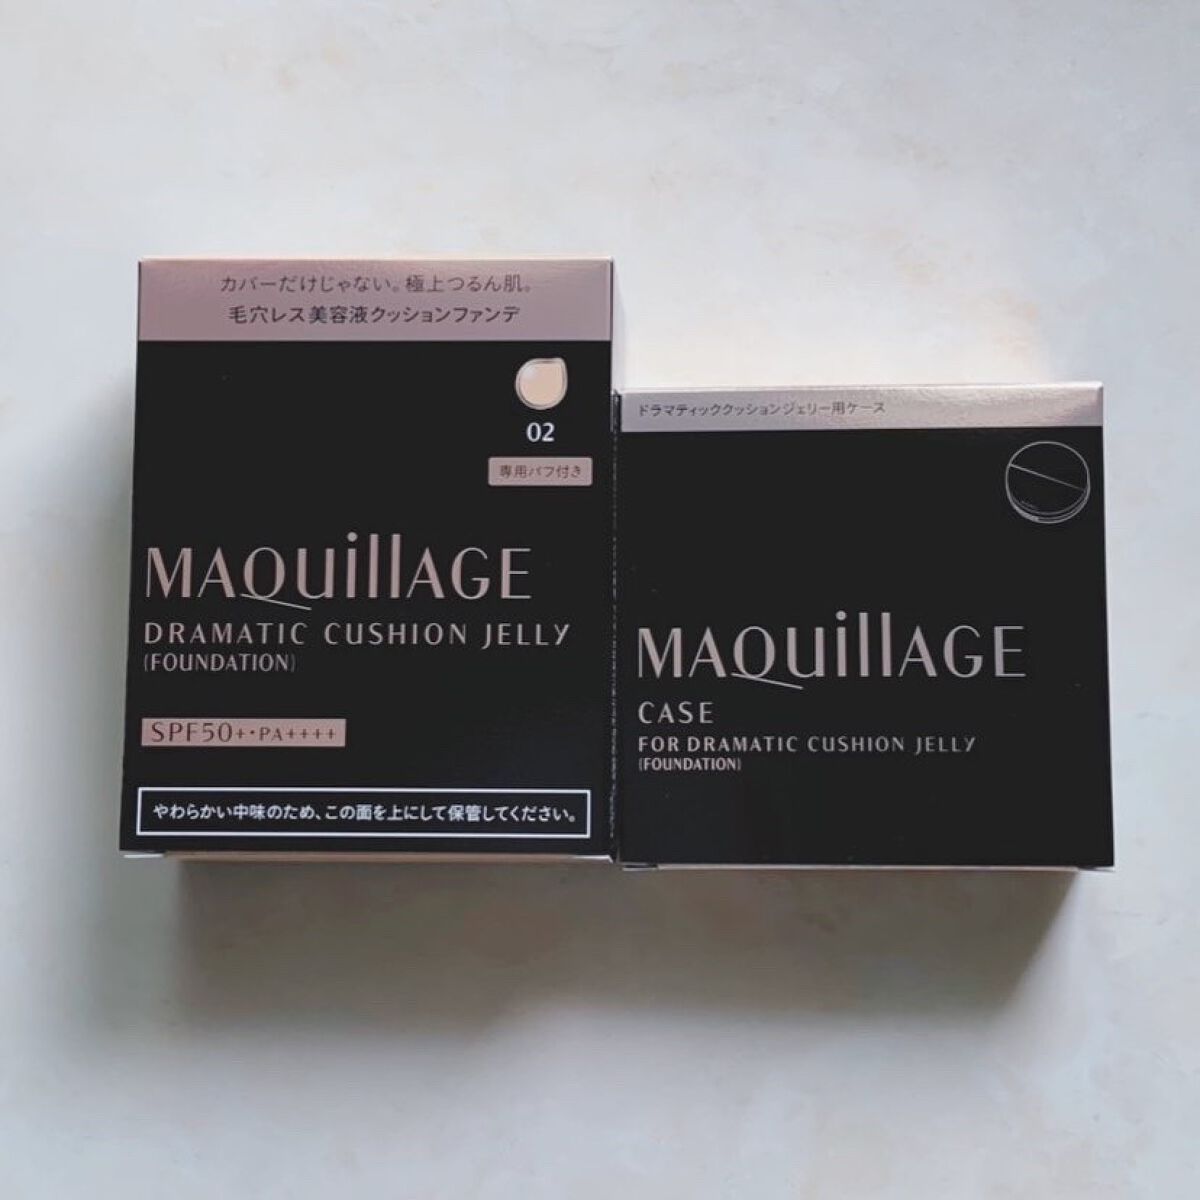 カバーだけじゃない。極上つるん肌。
毛穴レス美容液クッションファンデ
02
専用パフ付き
MAQuillAGE
DRAMATIC CUSHION JELLY
(FOUNDATION)
SPF50+・PA++++
やわらかい中味のため、この面を上にして保管してください。
ドラマティッククッションジェリー用ケース
MAQuillAGE
CASE
FOR DRAMATIC CUSHION JELLY
(FOUNDATION)